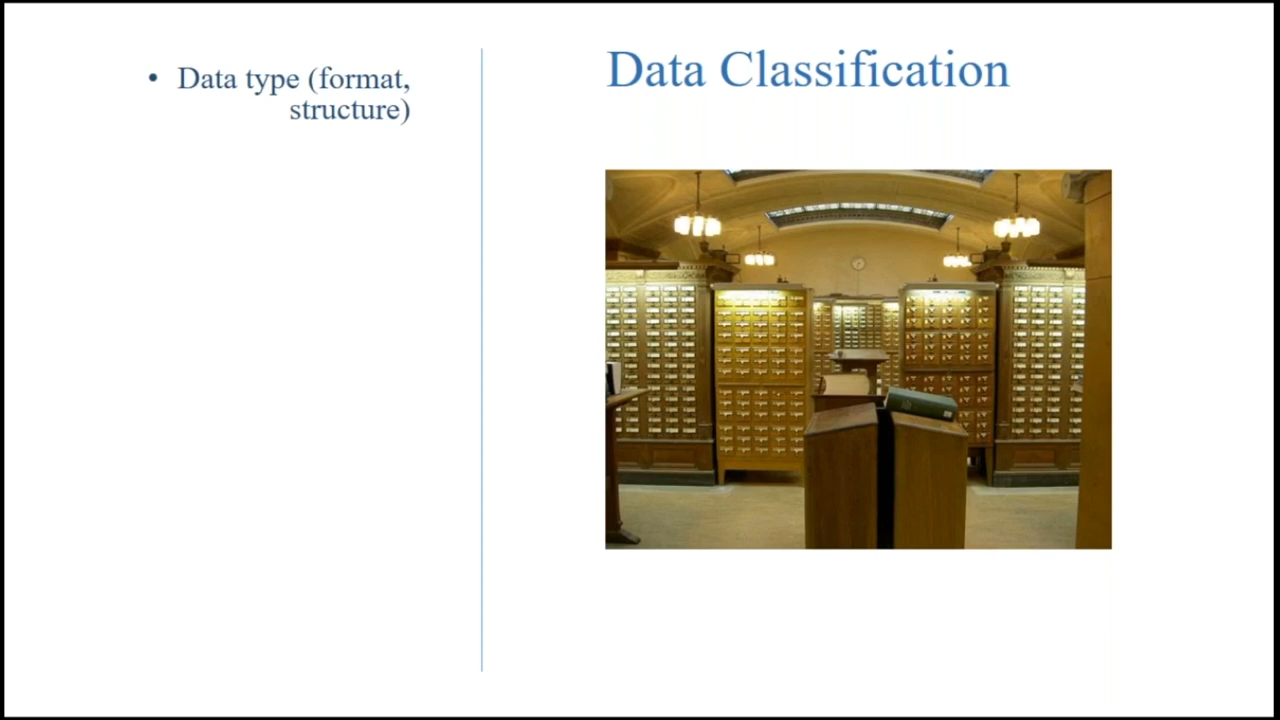 Data Classification
• Data type (format,
structure)